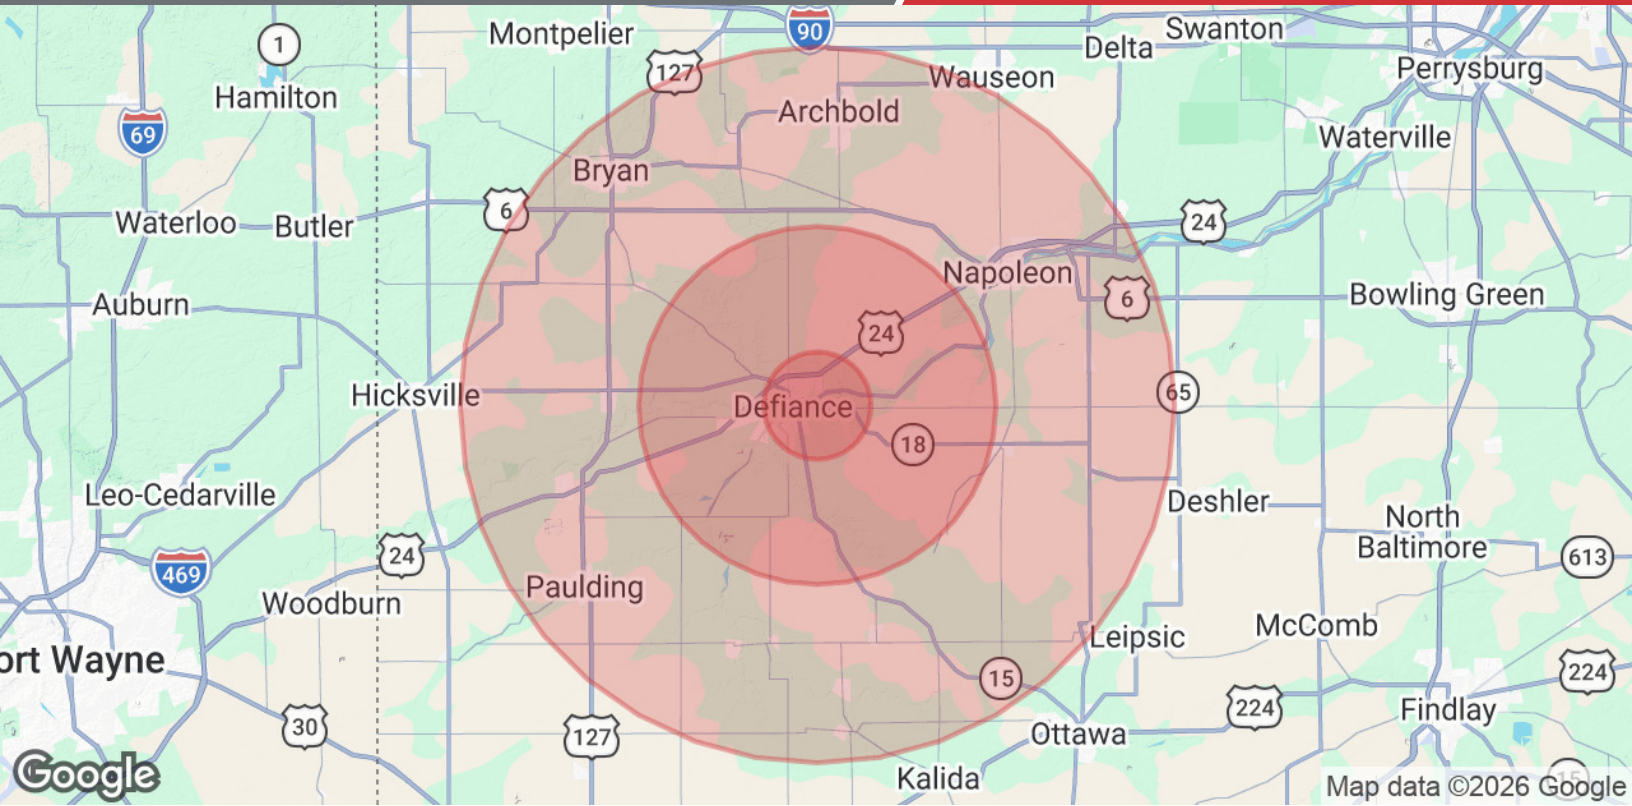 Montpelier
90
Swanton
Delta
1
127
Wauseon
Perrysburg
Hamilton
Archbold
69
Waterville
Bryan
6
24
Waterloo
Butler
Napoleon
6
Bowling Green
Auburn
24
Hicksville
65
Defiance
18
Leo-Cedarville
Deshler
North
Baltimore
24
613
469
Paulding
Woodburn
McComb
Leipsic
ort Wayne
15
224
224
Findlay
30
127
Ottawa
Kalida
Google
15
Map data ©2026 Google